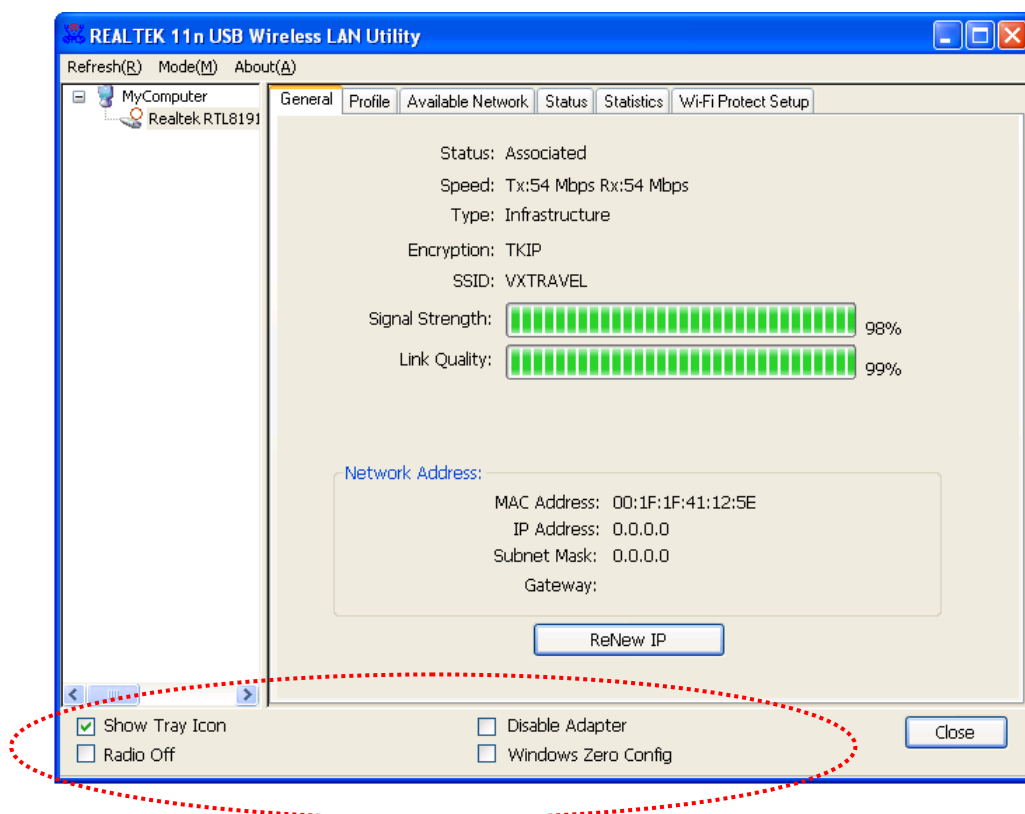 REALTEK 11n USB Wireless LAN Utility
Refresh(R) Mode(M) About(A)
MyComputer
Realtek RTL8191
General Profile Available Network Status Statistics Wi-Fi Protect Setup
Status: Associated
Speed: Tx:54 Mbps Rx:54 Mbps
Type: Infrastructure
Encryption: TKIP
SSID: VXTRAVEL
Signal Strength: 98%
Link Quality: 99%
Network Address:
MAC Address: 00:1F:1F:41:12:5E
IP Address: 0.0.0.0
Subnet Mask: 0.0.0.0
Gateway:
ReNew IP
Show Tray Icon Disable Adapter
Radio Off Windows Zero Config
Close